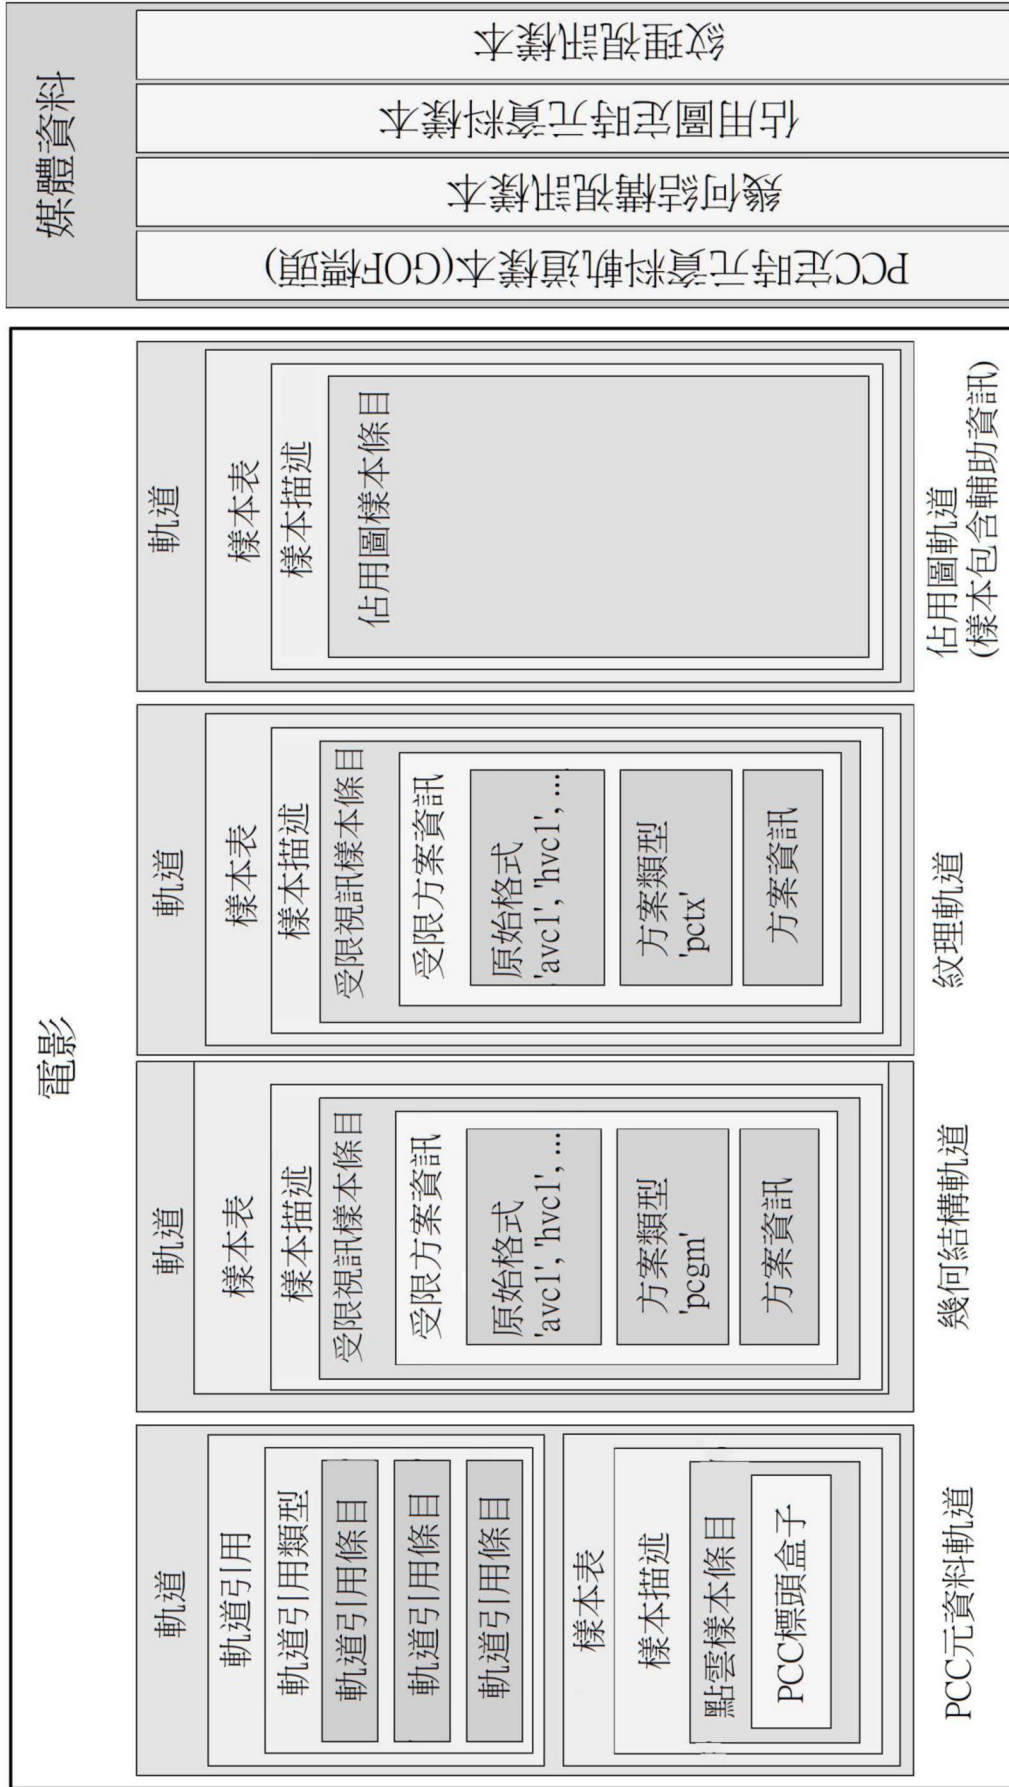 電影
軌道
軌道引用
軌道引用類型
軌道引用條目
軌道引用條目
軌道引用條目
樣本表
樣本描述
點雲樣本條目
PCC標頭盒子
PCC元資料軌道
軌道
樣本表
樣本描述
受限視訊樣本條目
受限方案資訊
原始格式
'avc1', 'hvc1', ...
方案類型
'pcgm'
方案資訊
幾何結構軌道
軌道
樣本表
樣本描述
受限視訊樣本條目
受限方案資訊
原始格式
'avc1', 'hvc1', ...
方案類型
'pctx'
方案資訊
紋理軌道
軌道
樣本表
樣本描述
佔用圖樣本條目
佔用圖軌道
(樣本包含輔助資訊)
媒體資料
PCC定時元資料軌道樣本(GOF標頭)
幾何結構視訊樣本
佔用圖定時元資料樣本
紋理視訊樣本